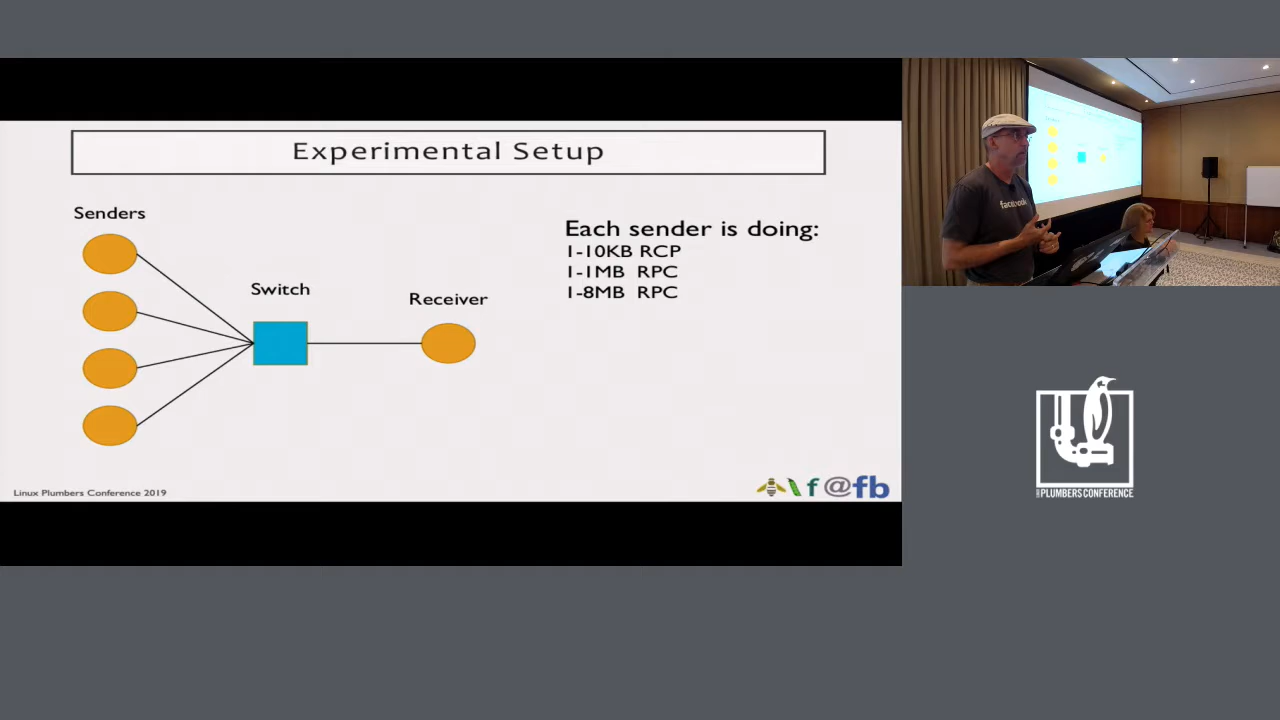 Experimental Setup
Senders
Switch
Receiver
Each sender is doing:
1-10KB RCP
1-1MB RPC
1-8MB RPC
Linux Plumbers Conference 2019
f@fb
facebook
PLUMBERS CONFERENCE